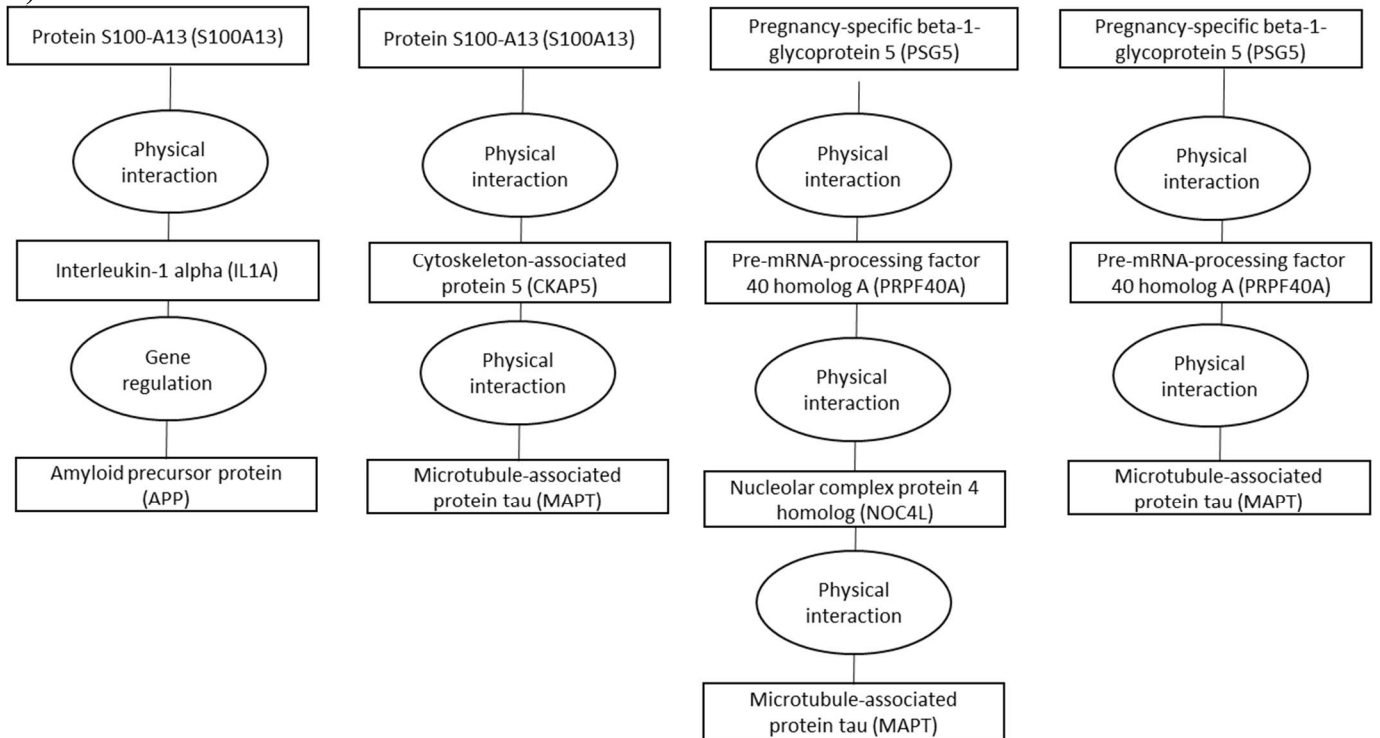 Protein S100-A13 (S100A13)
Physical
interaction
Interleukin-1 alpha (IL1A)
Gene
regulation
Amyloid precursor protein
(APP)
Protein S100-A13 (S100A13)
Physical
interaction
Cytoskeleton-associated
protein 5 (CKAP5)
Physical
interaction
Microtubule-associated
protein tau (MAPT)
Pregnancy-specific beta-1-
glycoprotein 5 (PSG5)
Physical
interaction
Pre-mRNA-processing factor
40 homolog A (PRPF40A)
Physical
interaction
Nucleolar complex protein 4
homolog (NOC4L)
Physical
interaction
Microtubule-associated
protein tau (MAPT)
Pregnancy-specific beta-1-
glycoprotein 5 (PSG5)
Physical
interaction
Pre-mRNA-processing factor
40 homolog A (PRPF40A)
Physical
interaction
Microtubule-associated
protein tau (MAPT)